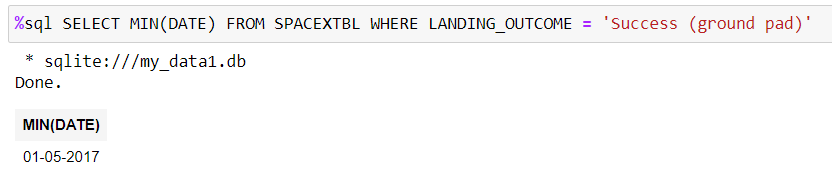 %sql SELECT MIN(DATE) FROM SPACEXTBL WHERE LANDING_OUTCOME = 'Success (ground pad)'
* sqlite:///my_data1.db
Done.
MIN(DATE)
01-05-2017